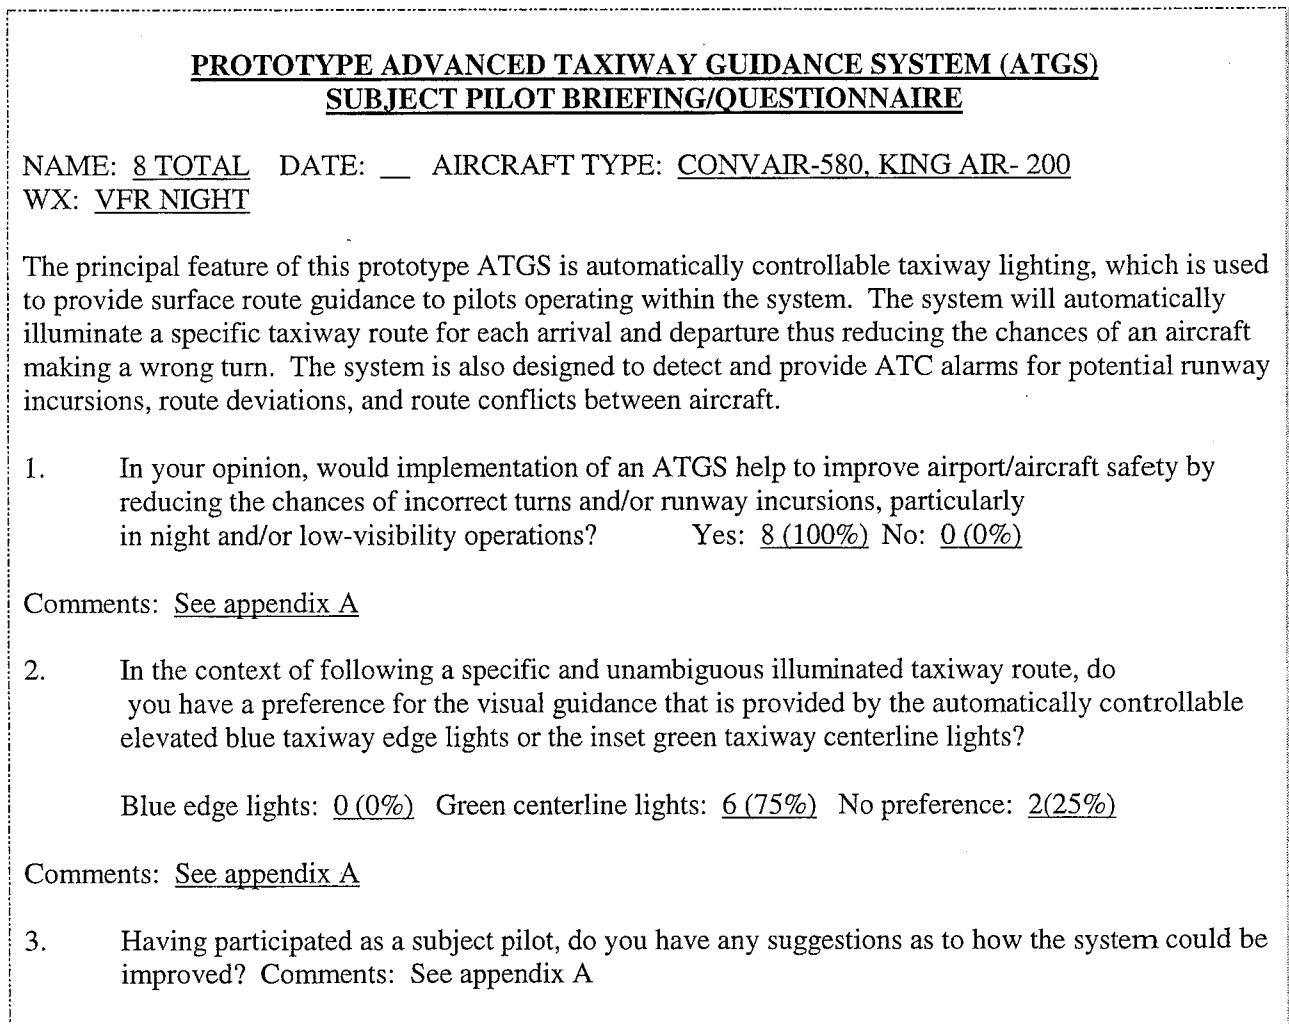 PROTOTYPE ADVANCED TAXIWAY GUIDANCE SYSTEM (ATGS)
SUBJECT PILOT BRIEFING/QUESTIONNAIRE
NAME: 8 TOTAL DATE: __ AIRCRAFT TYPE: CONVAIR-580, KING AIR- 200
WX: VFR NIGHT
The principal feature of this prototype ATGS is automatically controllable taxiway lighting, which is used
to provide surface route guidance to pilots operating within the system. The system will automatically
illuminate a specific taxiway route for each arrival and departure thus reducing the chances of an aircraft
making a wrong turn. The system is also designed to detect and provide ATC alarms for potential runway
incursions, route deviations, and route conflicts between aircraft.
1. In your opinion, would implementation of an ATGS help to improve airport/aircraft safety by
reducing the chances of incorrect turns and/or runway incursions, particularly
in night and/or low-visibility operations? Yes: 8 (100%) No: 0 (0%)
Comments: See appendix A
2. In the context of following a specific and unambiguous illuminated taxiway route, do
you have a preference for the visual guidance that is provided by the automatically controllable
elevated blue taxiway edge lights or the inset green taxiway centerline lights?
Blue edge lights: 0 (0%) Green centerline lights: 6 (75%) No preference: 2(25%)
Comments: See appendix A
3. Having participated as a subject pilot, do you have any suggestions as to how the system could be
improved? Comments: See appendix A